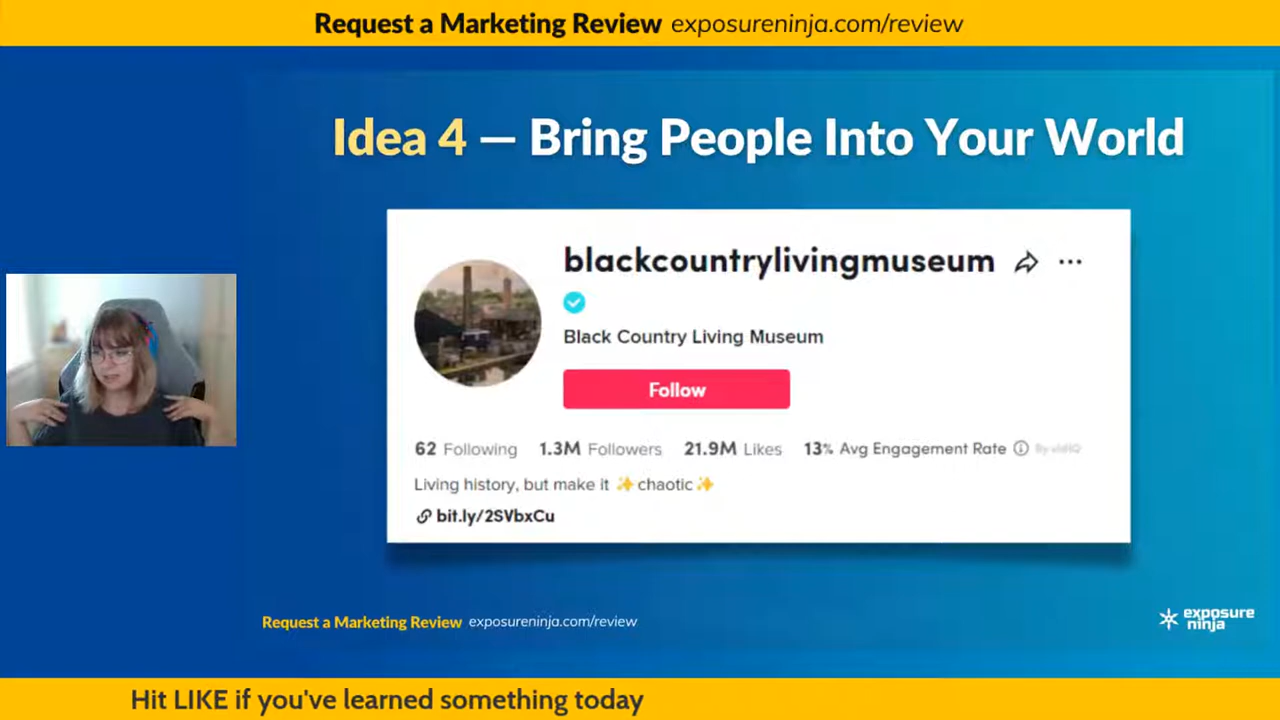 Request a Marketing Review exposureninja.com/review
Idea 4 — Bring People Into Your World
blackcountrylivingmuseum
Black Country Living Museum
Follow
62 Following 1.3M Followers 21.9M Likes 13% Avg Engagement Rate
Living history, but make it ✨chaotic✨
bit.ly/2SVbxCu
Request a Marketing Review exposureninja.com/review
exposure
ninja
Hit LIKE if you've learned something today